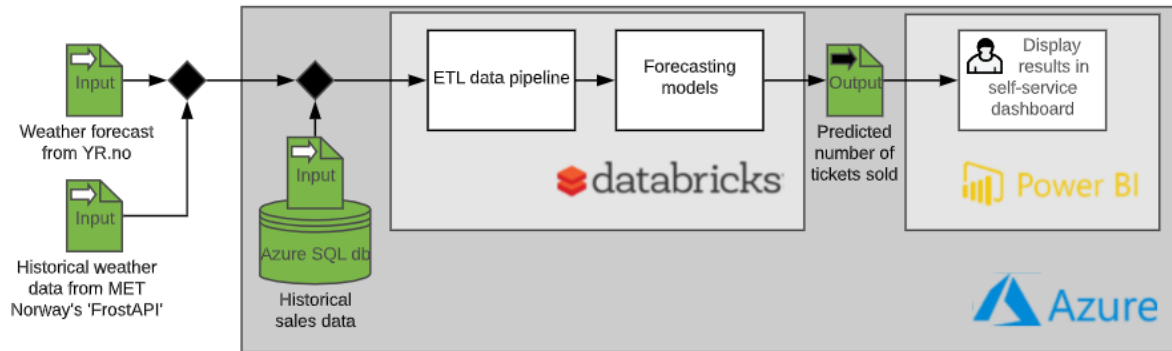 Input
Weather forecast
from YR.no
Input
Historical weather
data from MET
Norway's 'FrostAPI'
Input
Azure SQL db
Historical
sales data
ETL data pipeline
Forecasting
models
databricks
Output
Predicted
number of
tickets sold
Display
results in
self-service
dashboard
Power BI
Azure